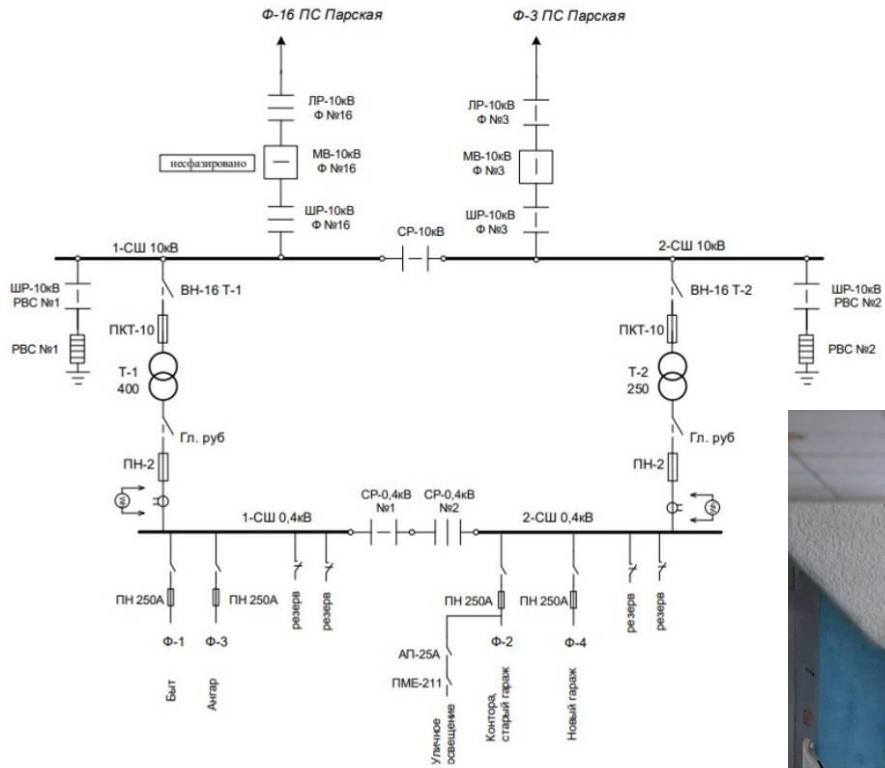 Ф-16 ПС Парская
Ф-3 ПС Парская
ЛР-10кВ
Ф №16
ЛР-10кВ
Ф №3
несфазировано
МВ-10кВ
Ф №16
МВ-10кВ
Ф №3
ШР-10кВ
Ф №16
ШР-10кВ
Ф №3
СР-10кВ
1-СШ 10кВ
2-СШ 10кВ
ШР-10кВ
РВС №1
ВН-16 Т-1
ВН-16 Т-2
ШР-10кВ
РВС №2
ПКТ-10
ПКТ-10
РВС №1
Т-1
400
Т-2
250
РВС №2
Гл. руб
Гл. руб
ПН-2
ПН-2
СР-0,4кВ
№1
СР-0,4кВ
№2
1-СШ 0,4кВ
2-СШ 0,4кВ
ПН 250А
ПН 250А
резерв
резерв
ПН 250А
ПН 250А
резерв
резерв
Ф-1
Ф-3
Ф-2
Ф-4
АП-25А
ПМЕ-211
Быт
Ангар
Уличное
освещение
Контора,
старый гараж
Новый гараж